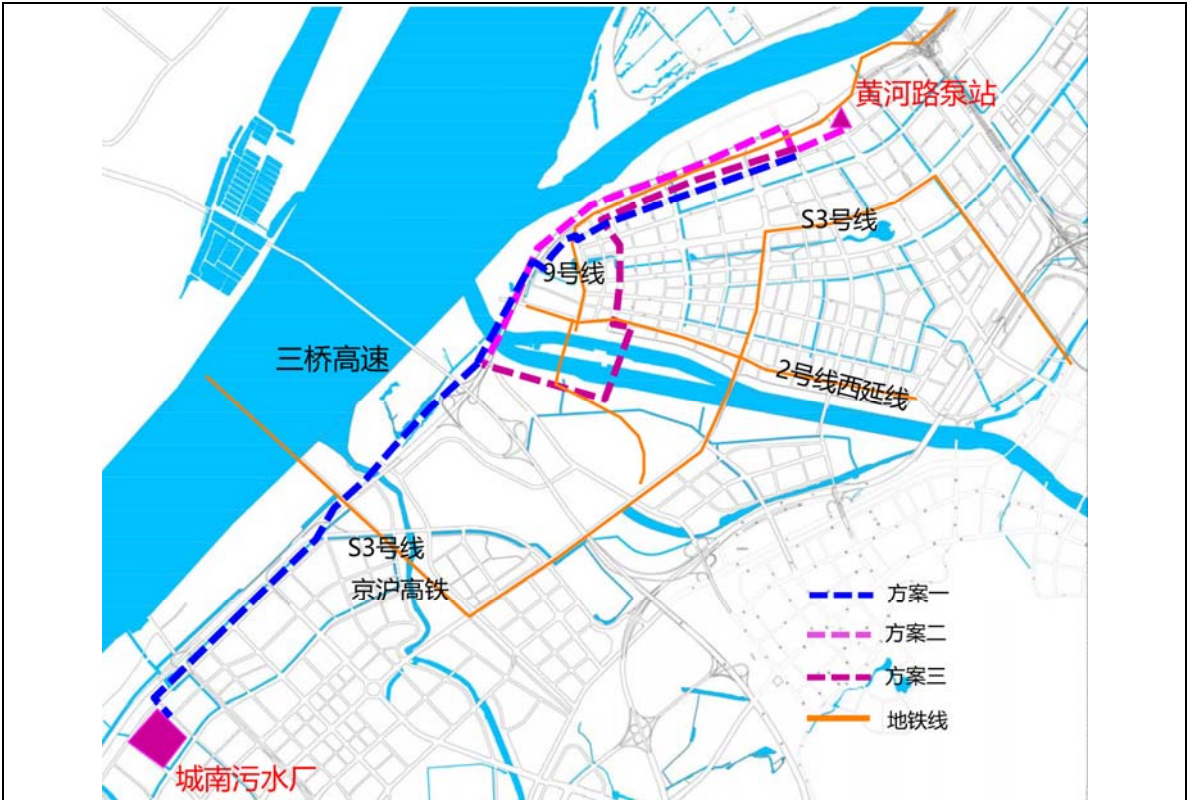 黄河路泵站
S3号线
9号线
三桥高速
2号线西延线
S3号线
京沪高铁
方案一
方案二
方案三
地铁线
城南污水厂